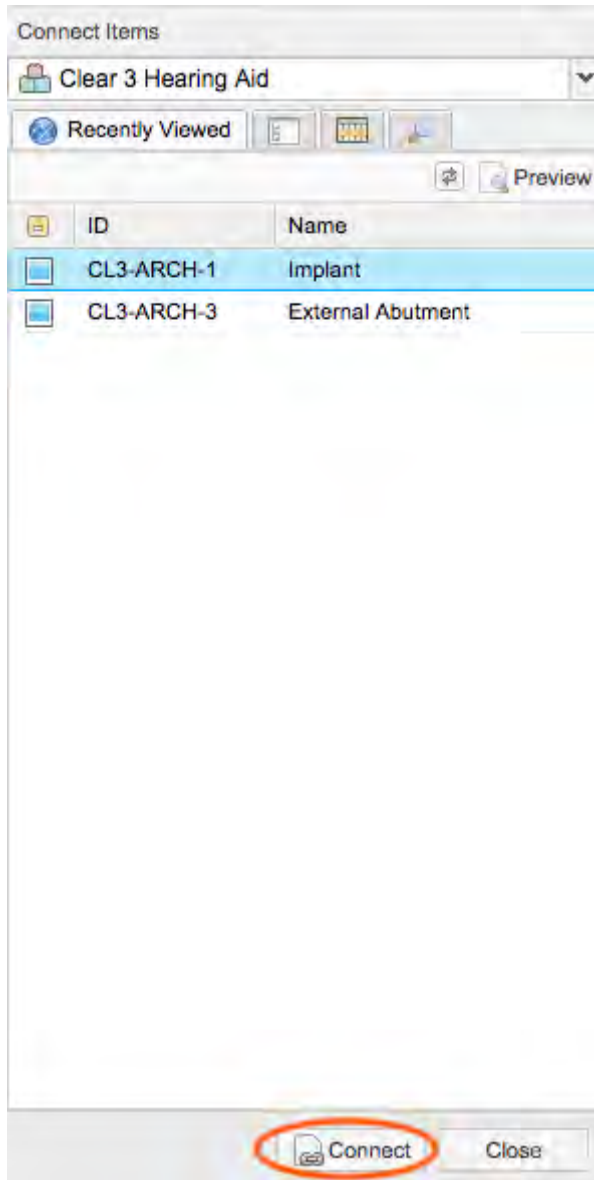 Connect Items
Clear 3 Hearing Aid
Recently Viewed
Preview
ID Name
CL3-ARCH-1 Implant
CL3-ARCH-3 External Abutment
Connect Close